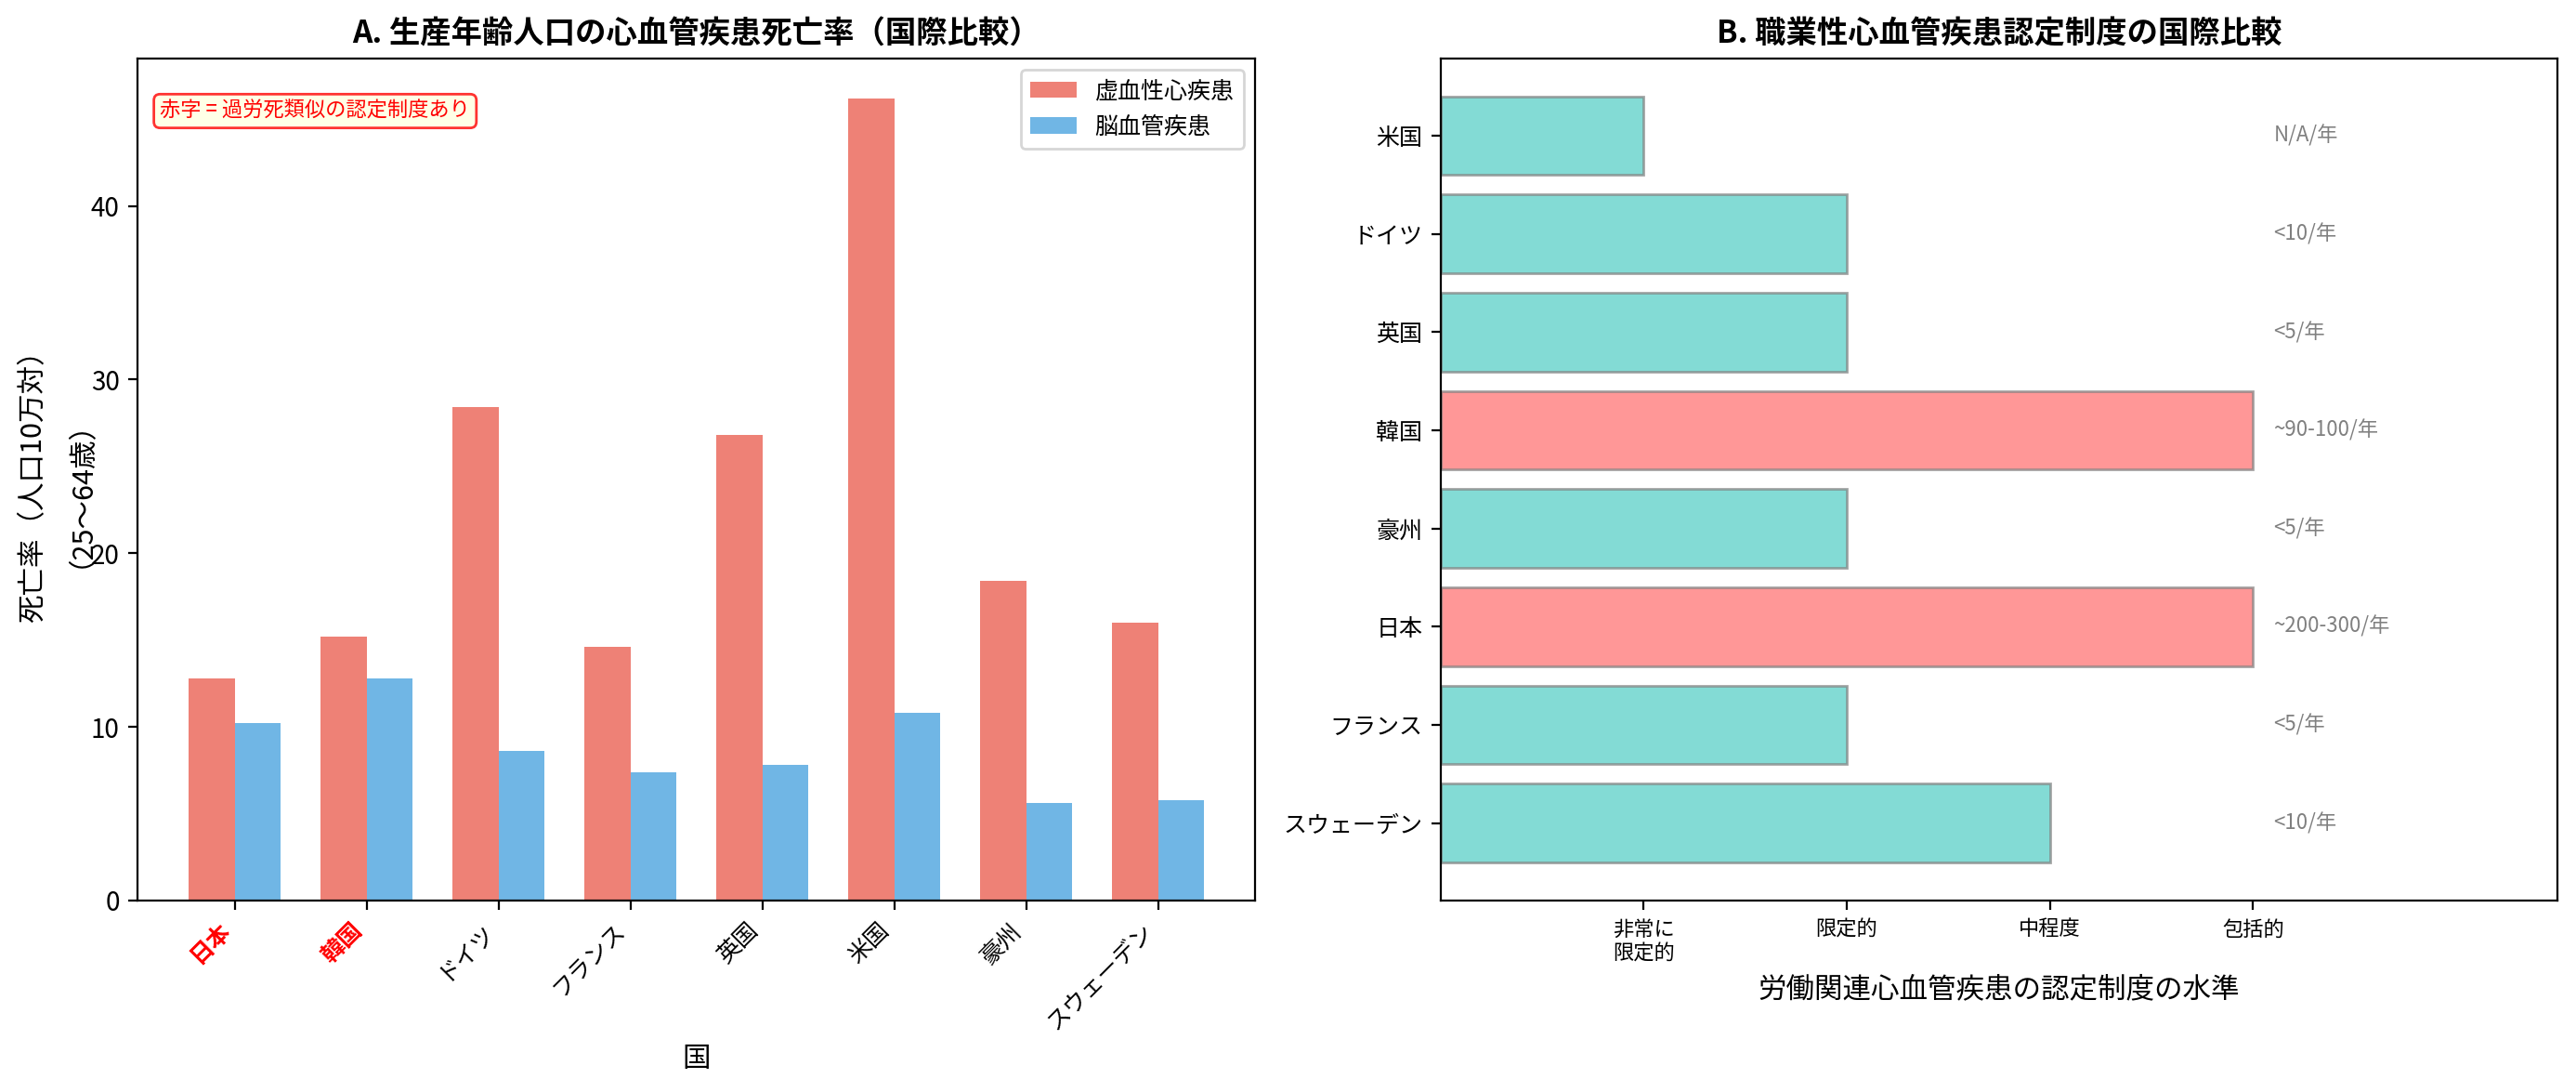 A. 生産年齢人口の心血管疾患死亡率（国際比較）
赤字 = 過労死類似の認定制度あり
虚血性心疾患
脳血管疾患
死亡率（人口10万対）
（25～64歳）
40
30
20
10
0
日本
韓国
ドイツ
フランス
英国
米国
豪州
スウェーデン
国
B. 職業性心血管疾患認定制度の国際比較
米国
N/A/年
ドイツ
<10/年
英国
<5/年
韓国
~90-100/年
豪州
<5/年
日本
~200-300/年
フランス
<5/年
スウェーデン
<10/年
非常に
限定的
限定的
中程度
包括的
労働関連心血管疾患の認定制度の水準